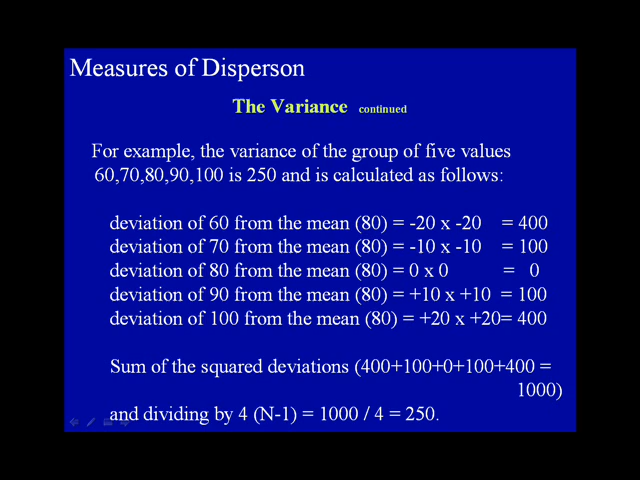 Measures of Disperson
The Variance continued
For example, the variance of the group of five values
60,70,80,90,100 is 250 and is calculated as follows:
deviation of 60 from the mean (80) = -20 x -20 = 400
deviation of 70 from the mean (80) = -10 x -10 = 100
deviation of 80 from the mean (80) = 0 x 0 = 0
deviation of 90 from the mean (80) = +10 x +10 = 100
deviation of 100 from the mean (80) = +20 x +20= 400
Sum of the squared deviations (400+100+0+100+400 =
1000)
and dividing by 4 (N-1) = 1000 / 4 = 250.